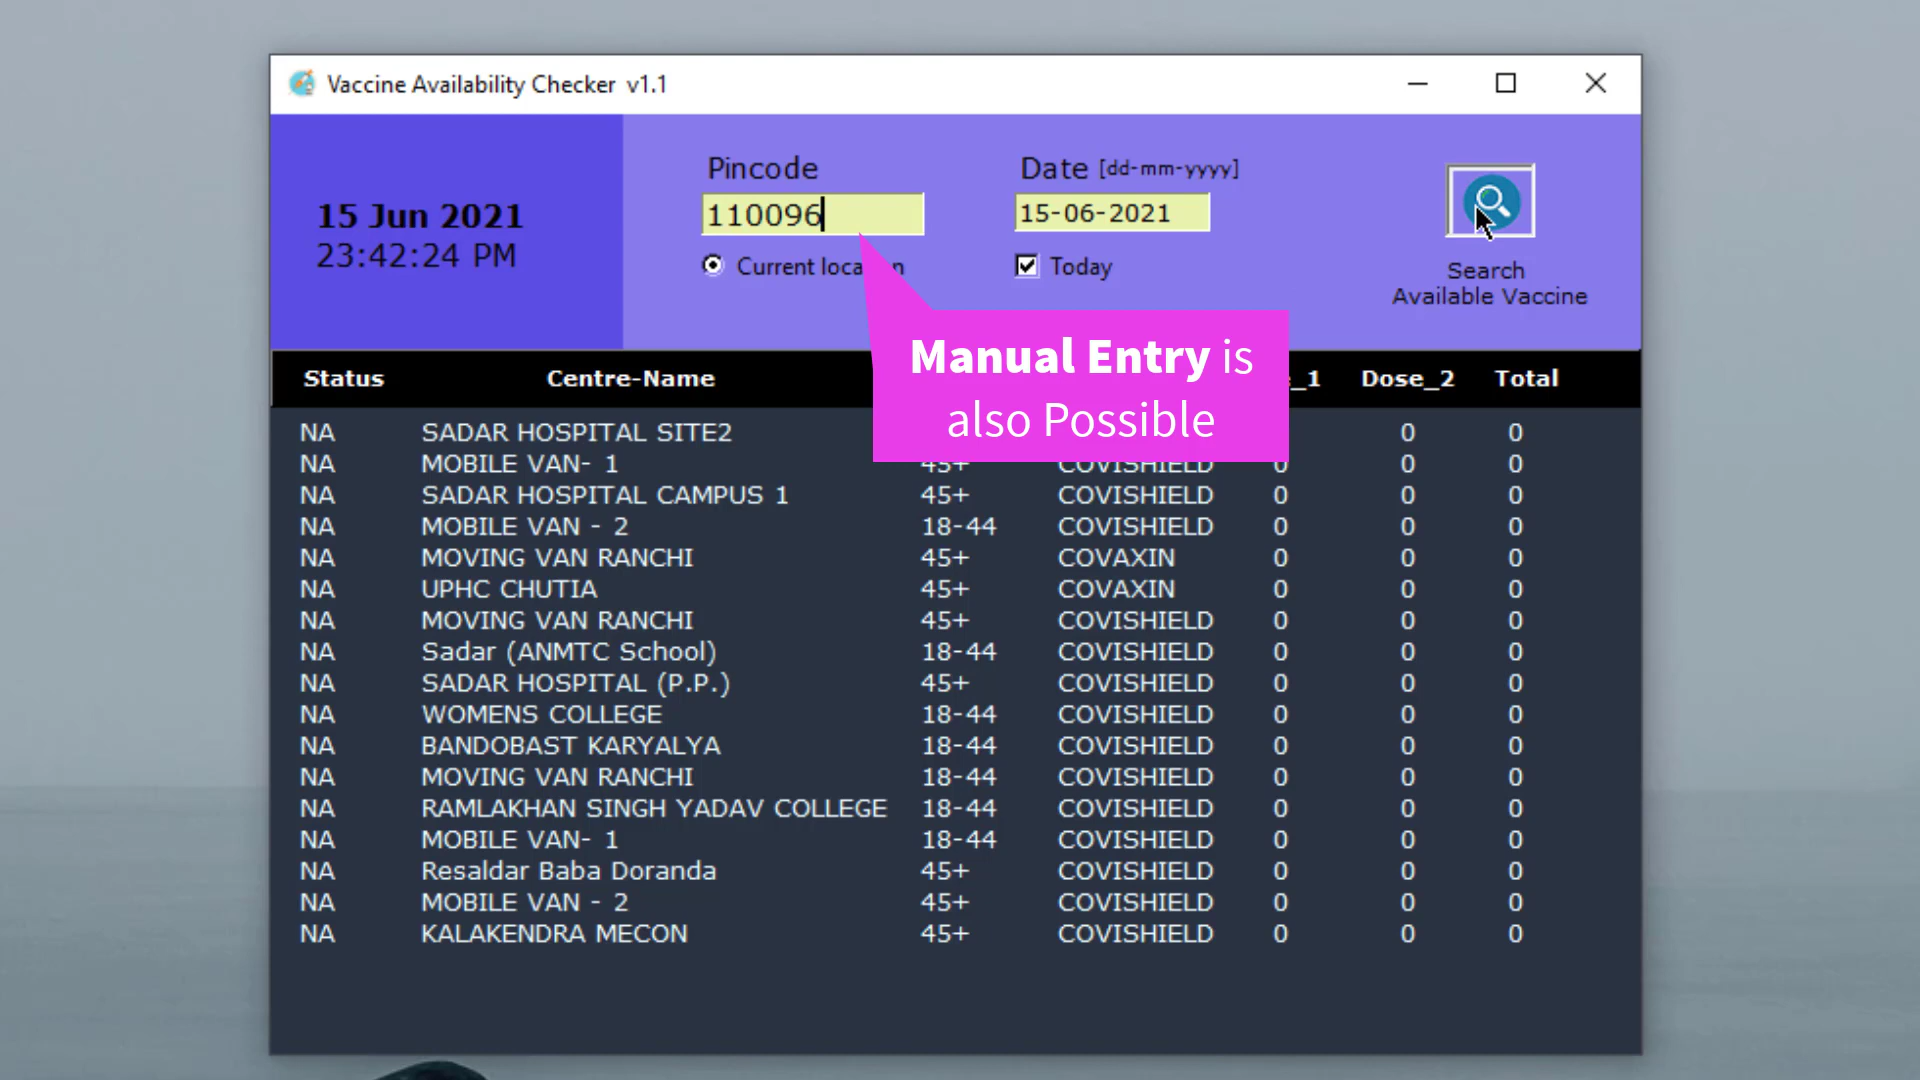 Vaccine Availability Checker v1.1
Pincode
Date [dd-mm-yyyy]
15 Jun 2021
110096
15-06-2021
23:42:24 PM
Current
Today
Search
Available Vaccine
Manual Entry is
also Possible
Status Centre-Name _1 Dose_2 Total
NA SADAR HOSPITAL SITE2 0 0
NA MOBILE VAN- 1 45+ COVISHIELD 0 0 0
NA SADAR HOSPITAL CAMPUS 1 45+ COVISHIELD 0 0 0
NA MOBILE VAN - 2 18-44 COVISHIELD 0 0 0
NA MOVING VAN RANCHI 45+ COVAXIN 0 0 0
NA UPHC CHUTIA 45+ COVAXIN 0 0 0
NA MOVING VAN RANCHI 45+ COVISHIELD 0 0 0
NA Sadar (ANMTC School) 18-44 COVISHIELD 0 0 0
NA SADAR HOSPITAL (P.P.) 45+ COVISHIELD 0 0 0
NA WOMENS COLLEGE 18-44 COVISHIELD 0 0 0
NA BANDOBAST KARYALYA 18-44 COVISHIELD 0 0 0
NA MOVING VAN RANCHI 18-44 COVISHIELD 0 0 0
NA RAMLAKHAN SINGH YADAV COLLEGE 18-44 COVISHIELD 0 0 0
NA MOBILE VAN- 1 18-44 COVISHIELD 0 0 0
NA Resaldar Baba Doranda 45+ COVISHIELD 0 0 0
NA MOBILE VAN - 2 45+ COVISHIELD 0 0 0
NA KALAKENDRA MECON 45+ COVISHIELD 0 0 0